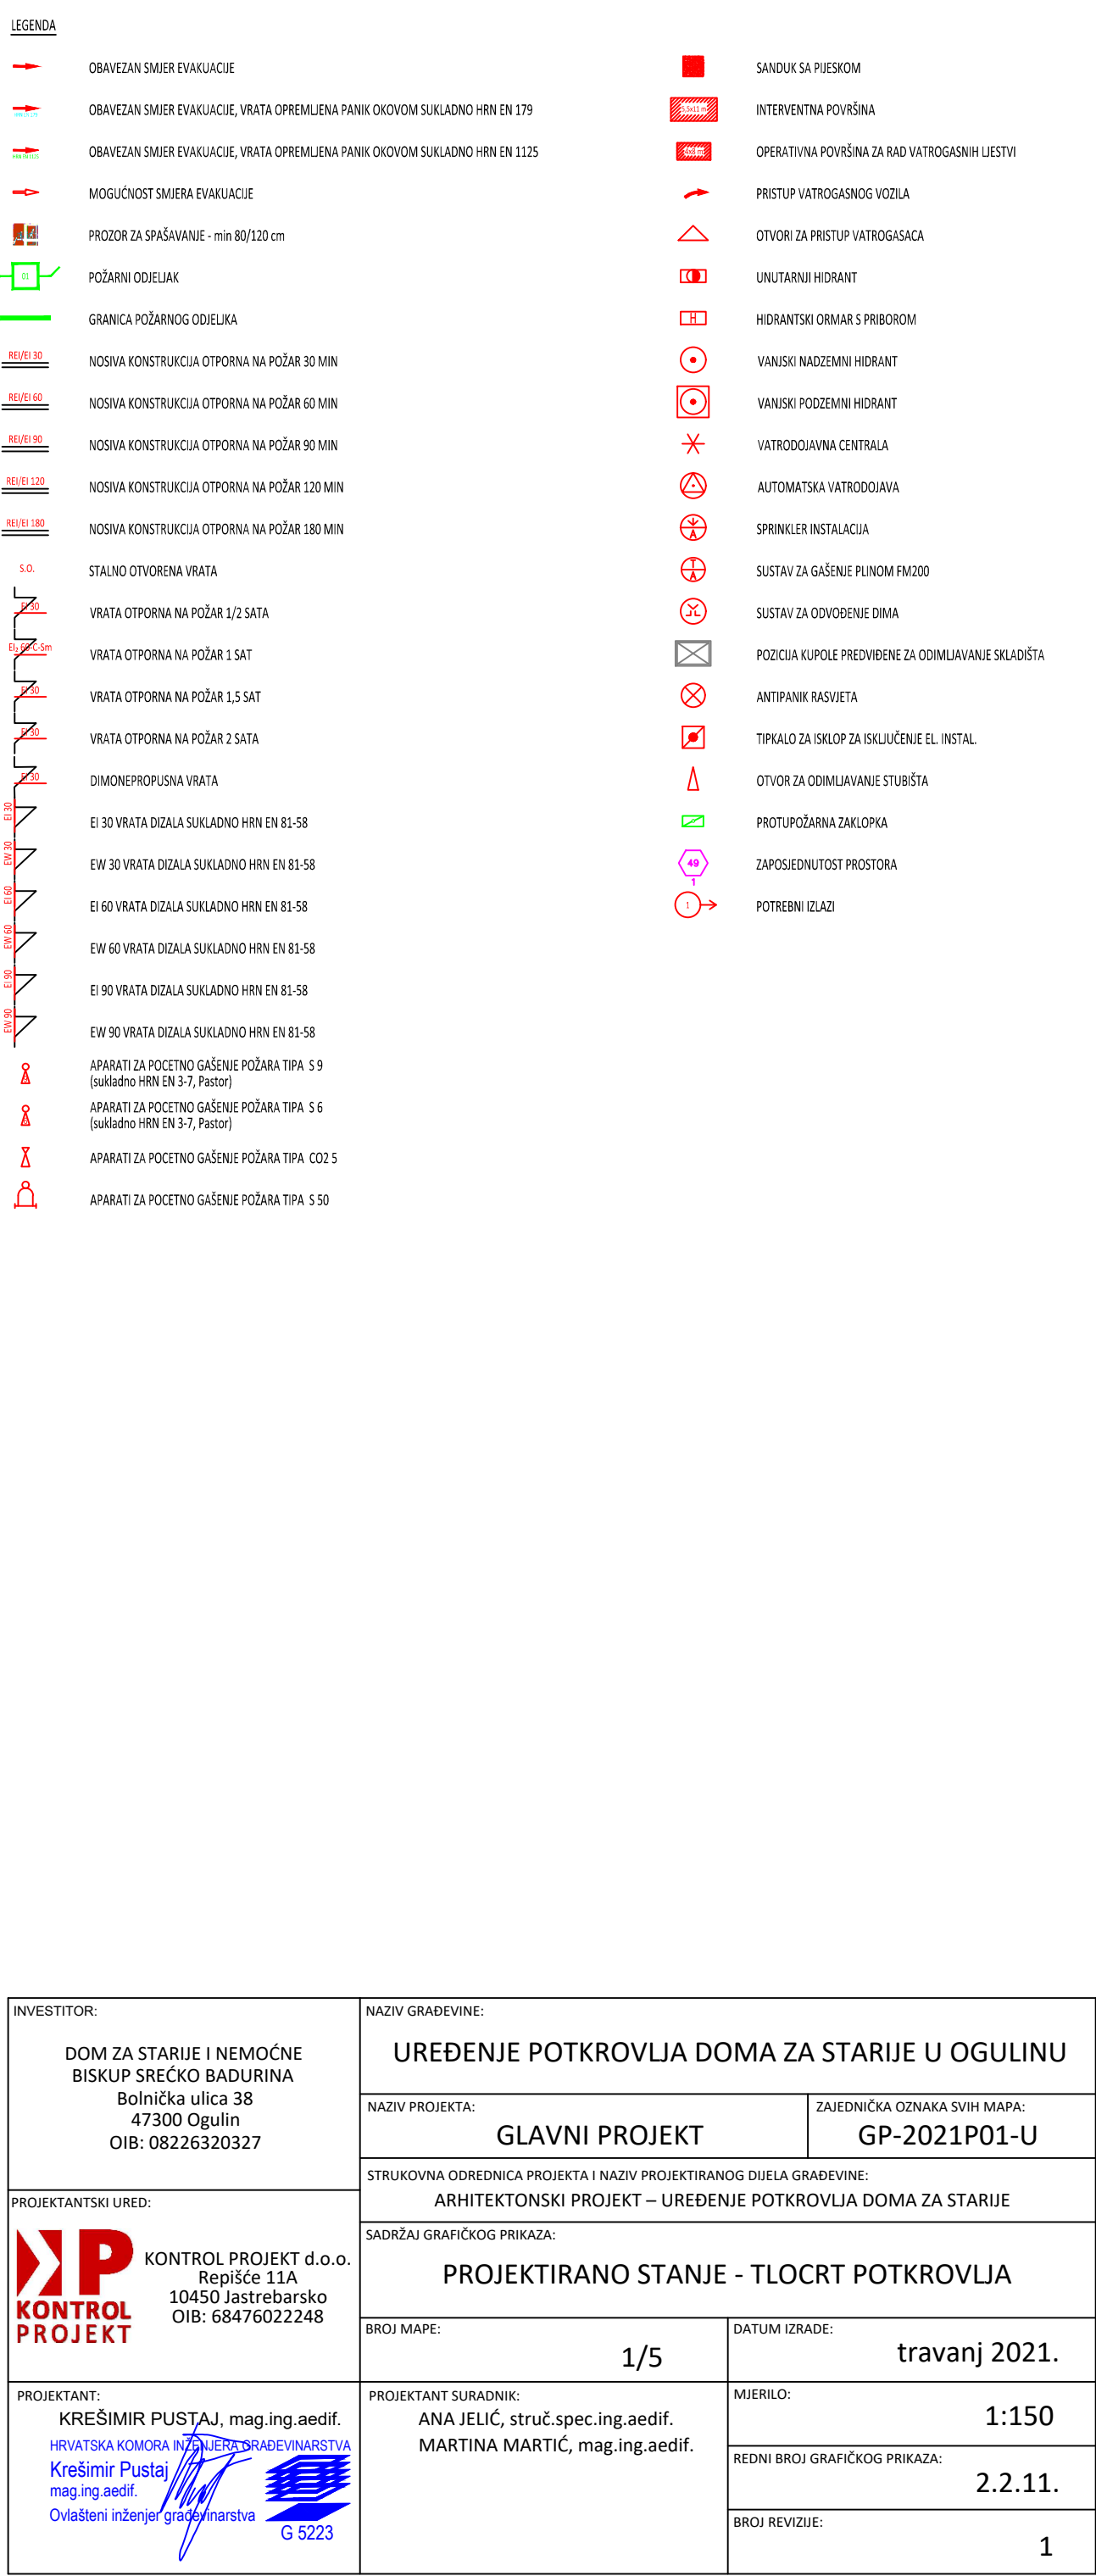 LEGENDA
OBAVEZAN SMJER EVAKUACIJE
OBAVEZAN SMJER EVAKUACIJE, VRATA OPREMLJENA PANIK OKOVOM SUKLADNO HRN EN 179
HRN EN 1125
OBAVEZAN SMJER EVAKUACIJE, VRATA OPREMLJENA PANIK OKOVOM SUKLADNO HRN EN 1125
MOGUĆNOST SMJERA EVAKUACIJE
PROZOR ZA SPAŠAVANJE - min 80/120 cm
01
POŽARNI ODJELJAK
GRANICA POŽARNOG ODJELJKA
REI/EI 30
NOSIVA KONSTRUKCIJA OTPORNA NA POŽAR 30 MIN
REI/EI 60
NOSIVA KONSTRUKCIJA OTPORNA NA POŽAR 60 MIN
REI/EI 90
NOSIVA KONSTRUKCIJA OTPORNA NA POŽAR 90 MIN
REI/EI 120
NOSIVA KONSTRUKCIJA OTPORNA NA POŽAR 120 MIN
REI/EI 180
NOSIVA KONSTRUKCIJA OTPORNA NA POŽAR 180 MIN
S.O.
STALNO OTVORENA VRATA
EI 30
VRATA OTPORNA NA POŽAR 1/2 SATA
EI₂ 60-C-Sm
VRATA OTPORNA NA POŽAR 1 SAT
EI 30
VRATA OTPORNA NA POŽAR 1,5 SAT
EI 30
VRATA OTPORNA NA POŽAR 2 SATA
EI 30
DIMONEPROPUSNA VRATA
EI 30
EI 30 VRATA DIZALA SUKLADNO HRN EN 81-58
EW 30
EW 30 VRATA DIZALA SUKLADNO HRN EN 81-58
EI 60
EI 60 VRATA DIZALA SUKLADNO HRN EN 81-58
EW 60
EW 60 VRATA DIZALA SUKLADNO HRN EN 81-58
EI 90
EI 90 VRATA DIZALA SUKLADNO HRN EN 81-58
EW 90
EW 90 VRATA DIZALA SUKLADNO HRN EN 81-58
APARATI ZA POCETNO GAŠENJE POŽARA TIPA S 9
(sukladno HRN EN 3-7, Pastor)
APARATI ZA POCETNO GAŠENJE POŽARA TIPA S 6
(sukladno HRN EN 3-7, Pastor)
APARATI ZA POCETNO GAŠENJE POŽARA TIPA CO2 5
APARATI ZA POCETNO GAŠENJE POŽARA TIPA S 50
SANDUK SA PIJESKOM
5,5x11 m
INTERVENTNA POVRŠINA
OPERATIVNA POVRŠINA ZA RAD VATROGASNIH LJESTVI
PRISTUP VATROGASNOG VOZILA
OTVORI ZA PRISTUP VATROGASACA
UNUTARNJI HIDRANT
H
HIDRANTSKI ORMAR S PRIBOROM
VANJSKI NADZEMNI HIDRANT
VANJSKI PODZEMNI HIDRANT
VATRODOJAVNA CENTRALA
AUTOMATSKA VATRODOJAVA
A
SPRINKLER INSTALACIJA
T
A
SUSTAV ZA GAŠENJE PLINOM FM200
SUSTAV ZA ODVOĐENJE DIMA
POZICIJA KUPOLE PREDVIĐENE ZA ODIMLJAVANJE SKLADIŠTA
ANTIPANIK RASVJETA
TIPKALO ZA ISKLOP ZA ISKLJUČENJE EL. INSTAL.
OTVOR ZA ODIMLJAVANJE STUBIŠTA
PROTUPOŽARNA ZAKLOPKA
49
1
ZAPOSJEDNUTOST PROSTORA
1
POTREBNI IZLAZI
INVESTITOR:
DOM ZA STARIJE I NEMOĆNE
BISKUP SREĆKO BADURINA
Bolnička ulica 38
47300 Ogulin
OIB: 08226320327
NAZIV GRAĐEVINE:
UREĐENJE POTKROVLJA DOMA ZA STARIJE U OGULINU
NAZIV PROJEKTA:
GLAVNI PROJEKT
ZAJEDNIČKA OZNAKA SVIH MAPA:
GP-2021P01-U
STRUKOVNA ODREDNICA PROJEKTA I NAZIV PROJEKTIRANOG DIJELA GRAĐEVINE:
ARHITEKTONSKI PROJEKT – UREĐENJE POTKROVLJA DOMA ZA STARIJE
PROJEKTANTSKI URED:
KONTROL
PROJEKT
KONTROL PROJEKT d.o.o.
Repišće 11A
10450 Jastrebarsko
OIB: 68476022248
SADRŽAJ GRAFIČKOG PRIKAZA:
PROJEKTIRANO STANJE - TLOCRT POTKROVLJA
BROJ MAPE:
1/5
DATUM IZRADE:
travanj 2021.
PROJEKTANT:
KREŠIMIR PUSTAJ, mag.ing.aedif.
HRVATSKA KOMORA INŽENJERA GRAĐEVINARSTVA
Krešimir Pustaj
mag.ing.aedif.
Ovlašteni inženjer građevinarstva
G 5223
PROJEKTANT SURADNIK:
ANA JELIĆ, struč.spec.ing.aedif.
MARTINA MARTIĆ, mag.ing.aedif.
MJERILO:
1:150
REDNI BROJ GRAFIČKOG PRIKAZA:
2.2.11.
BROJ REVIZIJE:
1